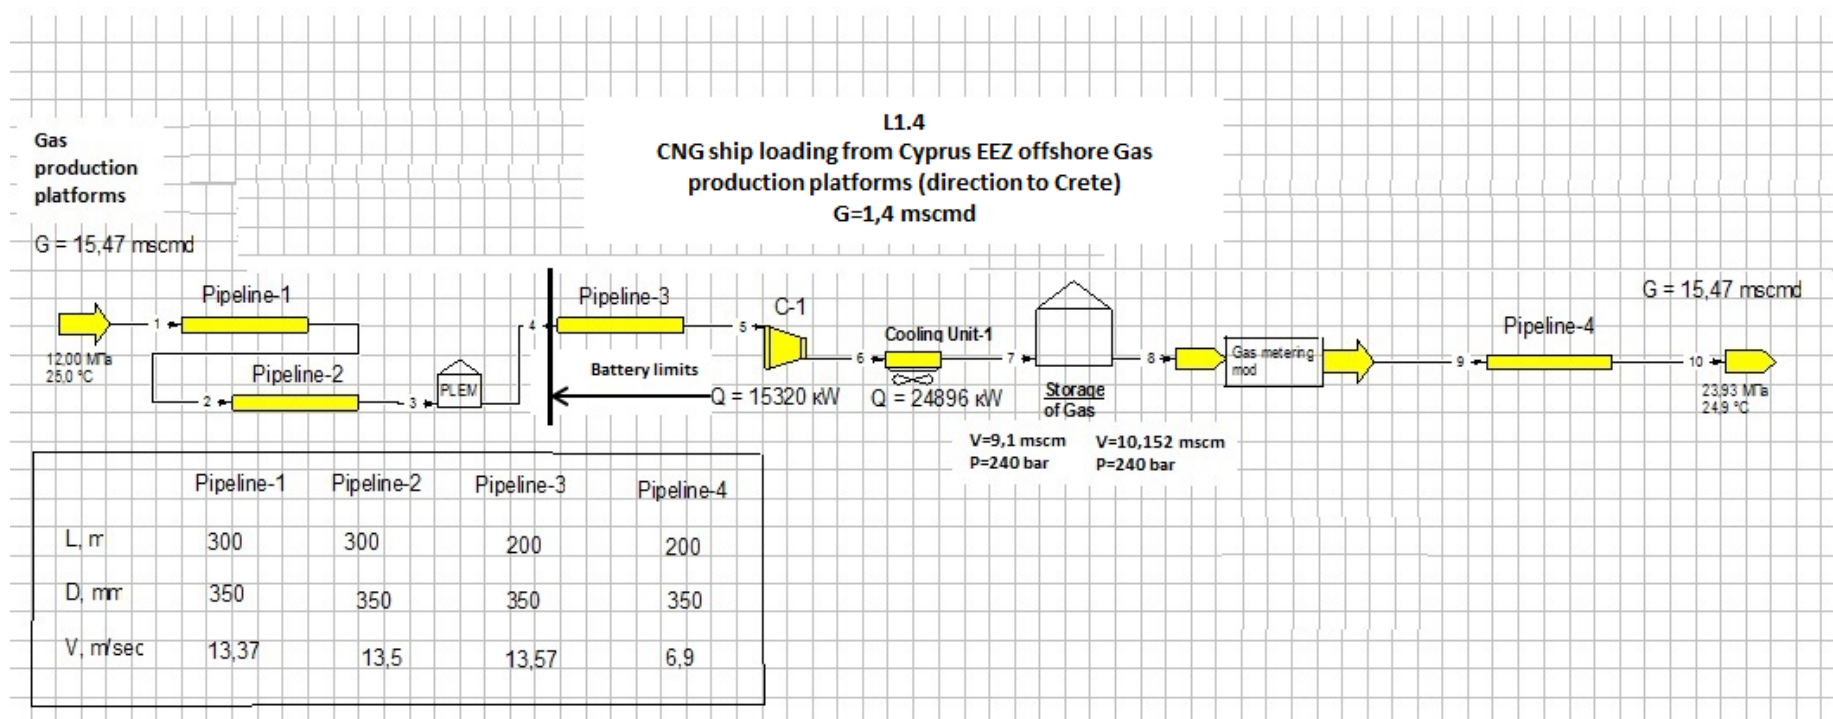 L1.4
CNG ship loading from Cyprus EEZ offshore Gas
production platforms (direction to Crete)
G=1,4 mscmd
Gas
production
platforms
G = 15,47 mscmd
G = 15,47 mscmd
Pipeline-1
Pipeline-3
C-1
Pipeline-4
1
4
5
Cooling Unit-1
12,00 МПа
25,0 °C
Pipeline-2
Battery limits
6
7
8
Gas metering
mod
9
10
2
3
PLEM
Q = 15320 кW
Q = 24896 кW
Storage
of Gas
23,93 МПа
24,9 °C
V=9,1 mscm
P=240 bar
V=10,152 mscm
P=240 bar
Pipeline-1 Pipeline-2 Pipeline-3 Pipeline-4
L, m 300 300 200 200
D, mm 350 350 350 350
V, m/sec 13,37 13,5 13,57 6,9